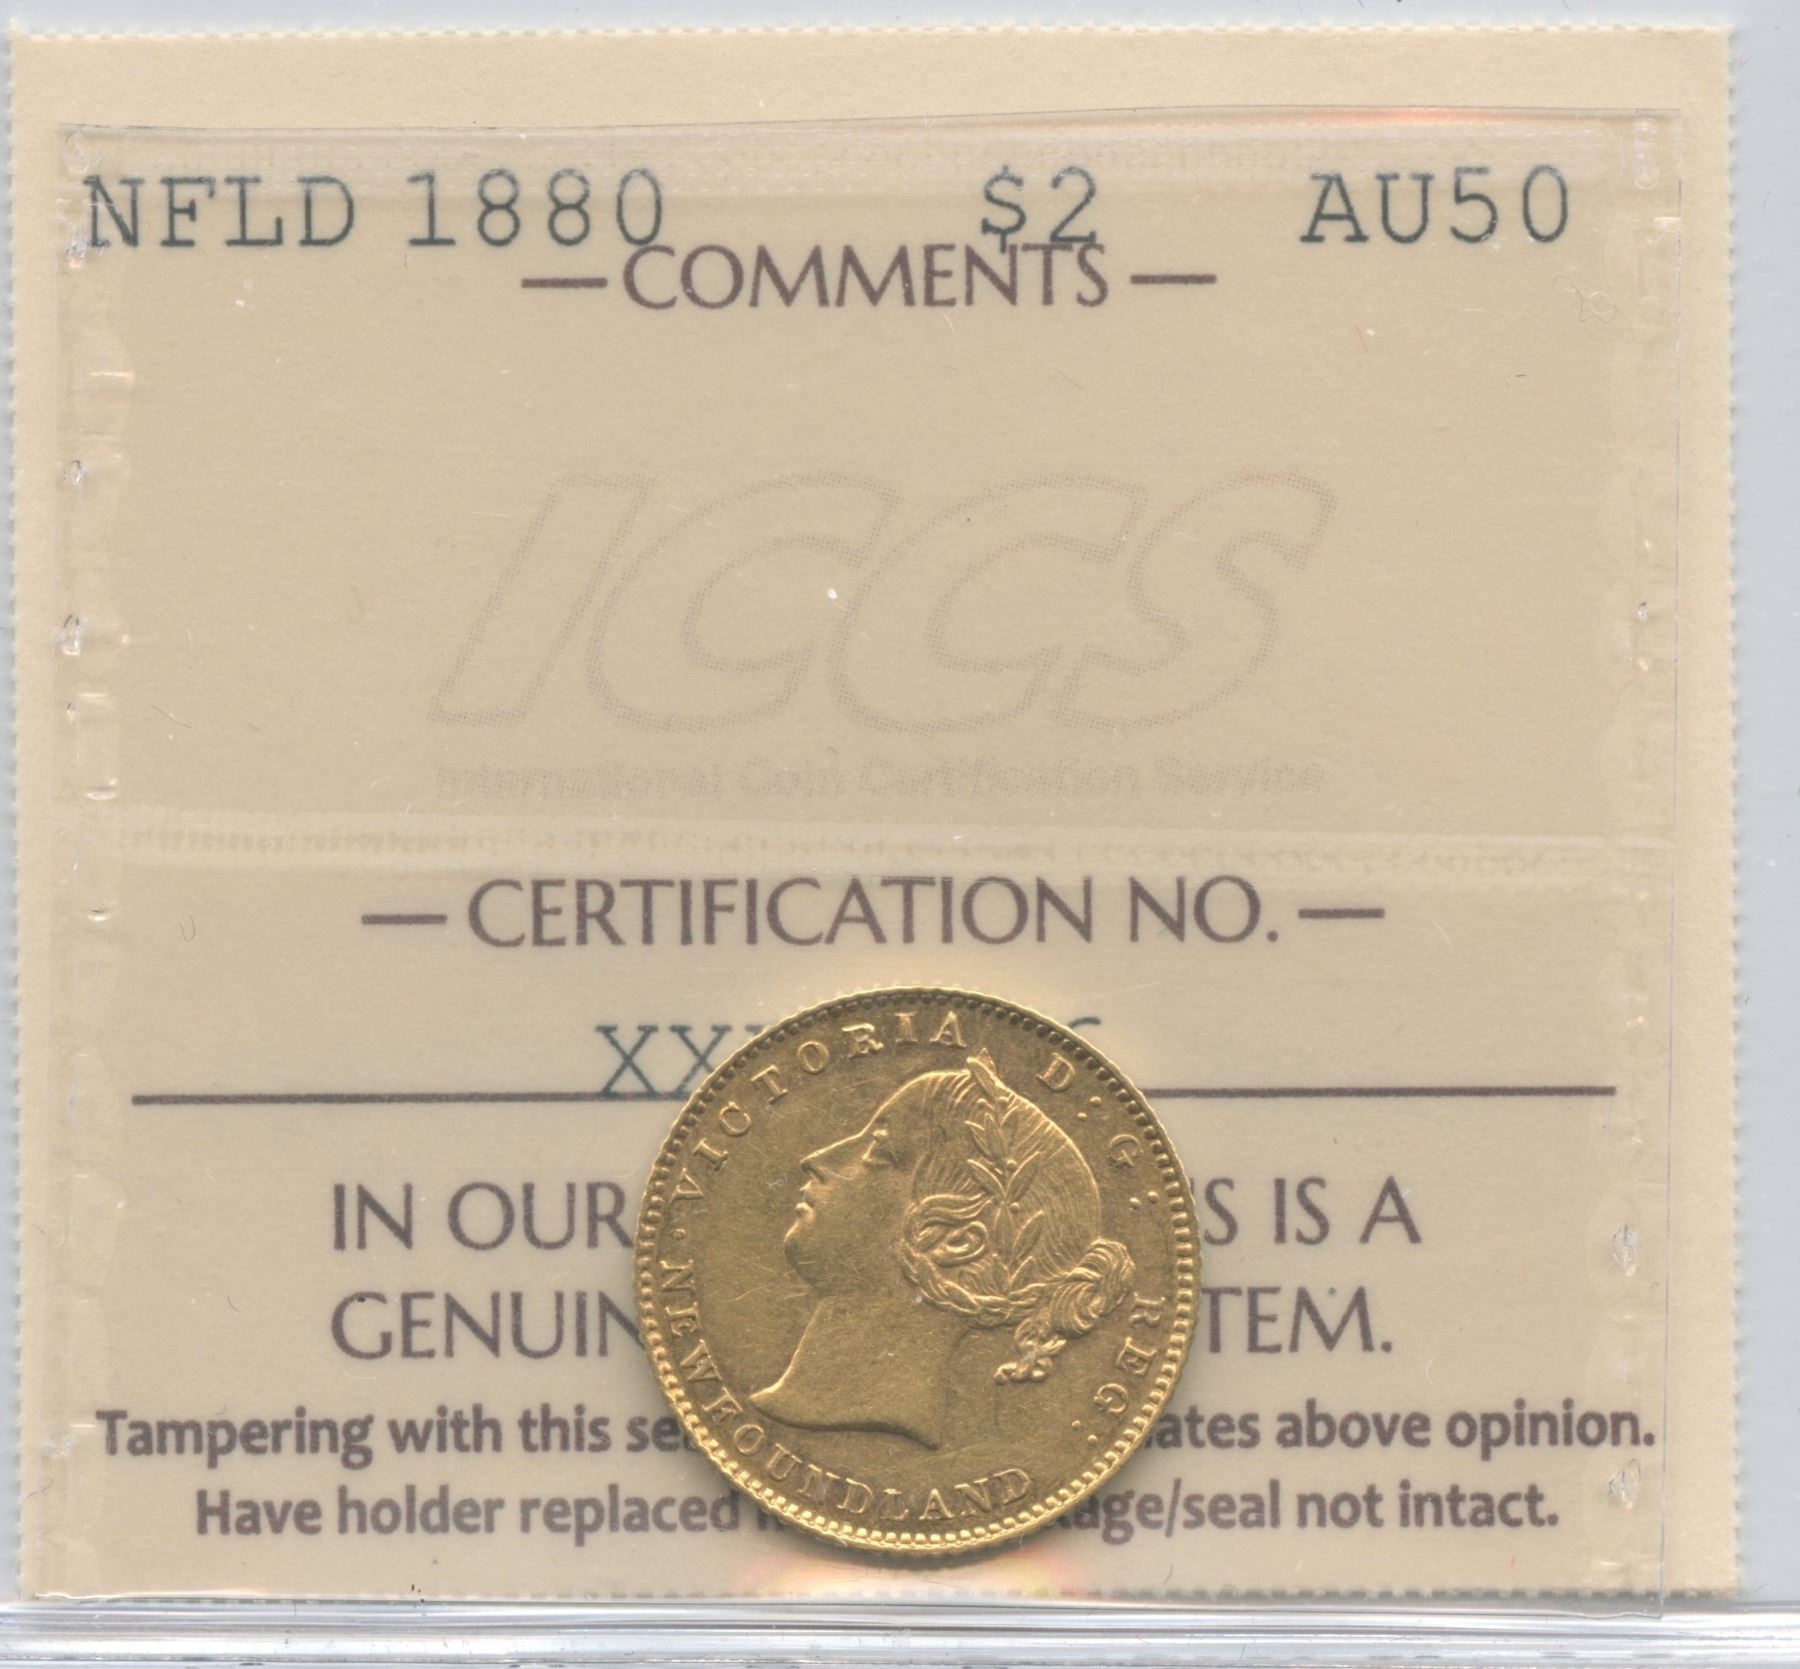 NFLD 1880 $2 AU50
— COMMENTS —
ICCS
International Coin Certification Service
— CERTIFICATION NO. —
XX
IN OUR S IS A
GENUIN TEM.
Tampering with this se ates above opinion.
Have holder replaced age/seal not intact.
· VICTORIA D: G: REG:
NEWFOUNDLAND